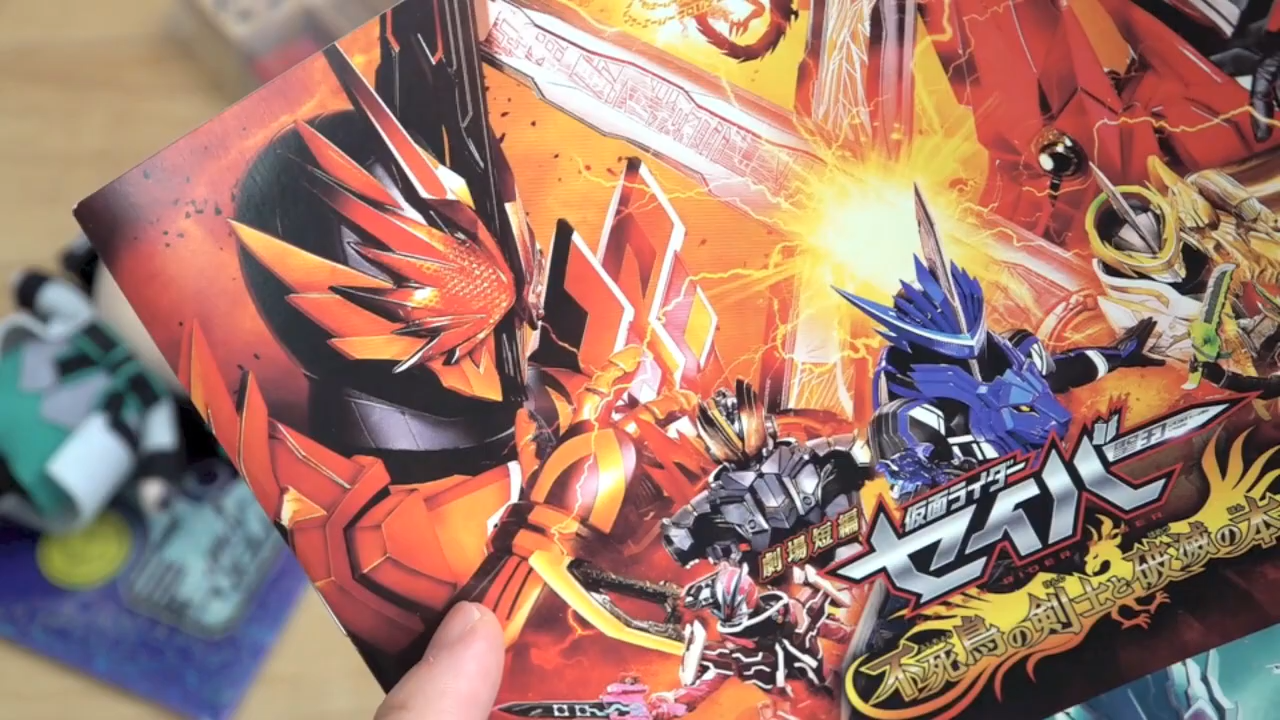 劇場短編
仮面ライダー
セイバー
聖刃
不死鳥の剣士と破滅の本